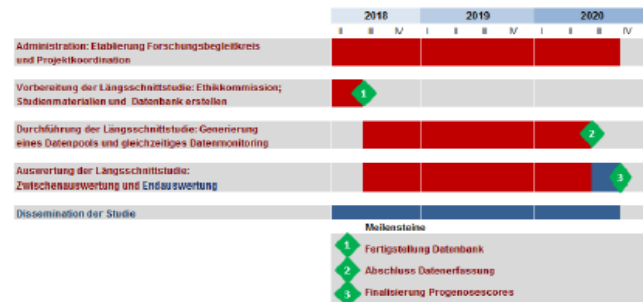 2018 2019 2020
II III IV I II III IV I II III IV
Administration: Etablierung Forschungsbegleitkreis
und Projektkoordination
Vorbereitung der Längsschnittstudie: Ethikkommission;
Studienmaterialien und Datenbank erstellen
1
Durchführung der Längsschnittstudie: Generierung
eines Datenpools und gleichzeitiges Datenmonitoring
2
Auswertung der Längsschnittstudie:
Zwischenauswertung und Endauswertung
3
Dissemination der Studie
Meilensteine
1 Fertigstellung Datenbank
2 Abschluss Datenerfassung
3 Finalisierung Progenosescores